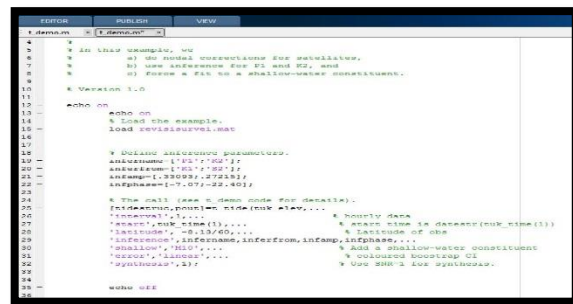 EDITOR PUBLISH VIEW
t_demo.m × t_demo.m* ×
4 %
5 % In this example, we
6 % a) do nodal corrections for satellites,
7 % b) use inference for P1 and K2, and
8 % c) force a fit to a shallow-water constituent.
9
10 % Version 1.0
11
12 echo on
13 - echo on
14 % Load the example.
15 - load revisisurve1.mat
16
17
18 % Define inference parameters.
19 - infername=['P1';'K2'];
20 - inferfrom=['K1';'S2'];
21 - infamp=[.33093;.27215];
22 - infphase=[-7.07;-22.40];
23
24 % The call (see t_demo code for details).
25 [tidestruc,pout]=t_tide(tuk_elev,...
26 'interval',1,... % hourly data
27 'start',tuk_time(1),... % start time is datestr(tuk_time(1))
28 'latitude', -8.13/60,... % Latitude of obs
29 'inference',infername,inferfrom,infamp,infphase,...
30 'shallow','M10',... % Add a shallow-water constituent
31 'error','linear',... % coloured boostrap CI
32 'synthesis',1); % Use SNR=1 for synthesis.
33
34
35 - echo off
36